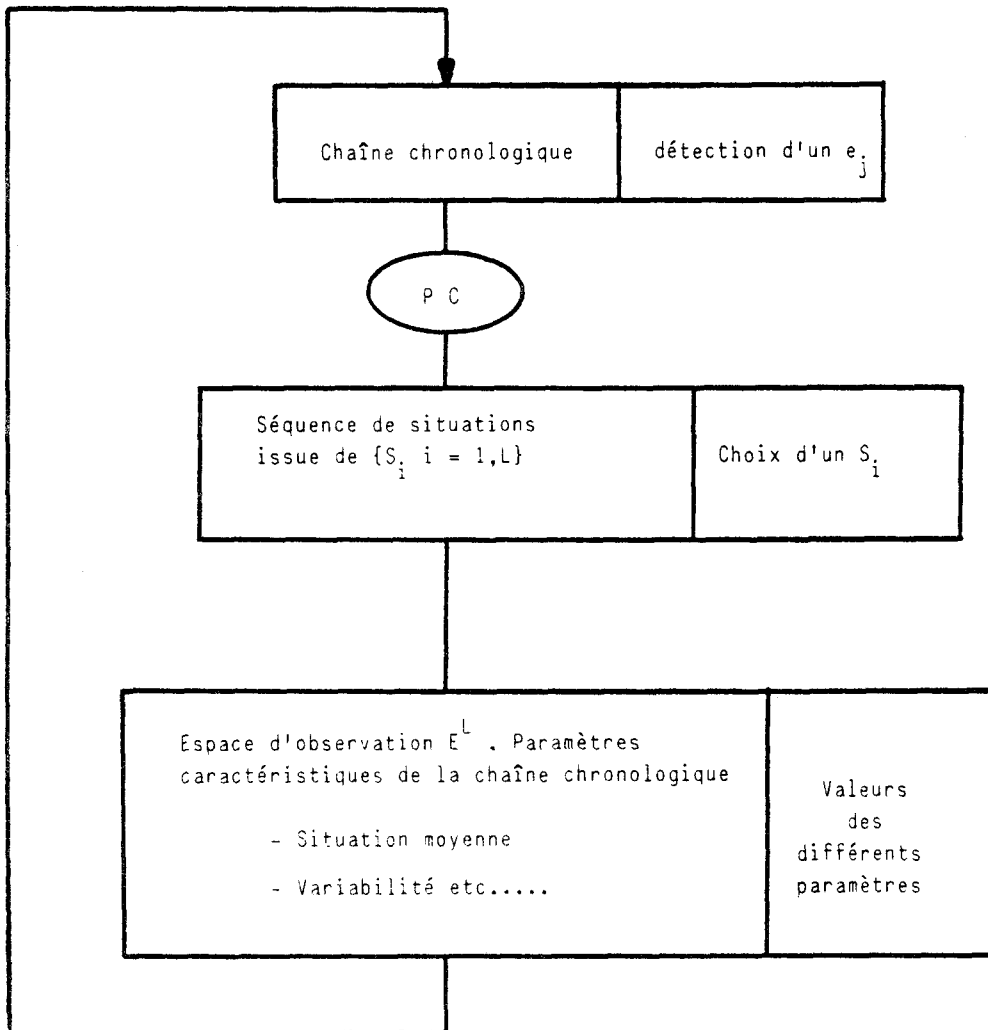 Chaîne chronologique
détection d'un e_j
P C
Séquence de situations
issue de {S_i i = 1,L}
Choix d'un S_i
Espace d'observation E^L . Paramètres
caractéristiques de la chaîne chronologique
- Situation moyenne
- Variabilité etc.....
Valeurs
des
différents
paramètres